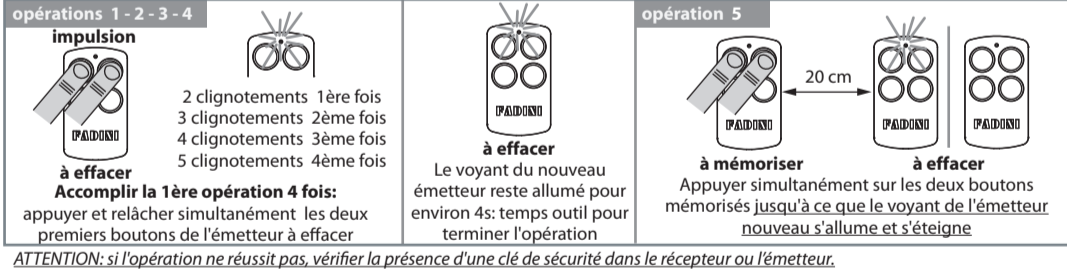 opérations 1 - 2 - 3 - 4
impulsion
FADINI
à effacer
2 clignotements 1ère fois
3 clignotements 2ème fois
4 clignotements 3ème fois
5 clignotements 4ème fois
Accomplir la 1ère opération 4 fois:
appuyer et relâcher simultanément les deux
premiers boutons de l'émetteur à effacer
FADINI
à effacer
Le voyant du nouveau
émetteur reste allumé pour
environ 4s: temps outil pour
terminer l'opération
opération 5
20 cm
FADINI
FADINI
FADINI
à mémoriser
à effacer
Appuyer simultanément sur les deux boutons
mémorisés jusqu'à ce que le voyant de l'émetteur
nouveau s'allume et s'éteigne
ATTENTION: si l'opération ne réussit pas, vérifier la présence d'une clé de sécurité dans le récepteur ou l'émetteur.